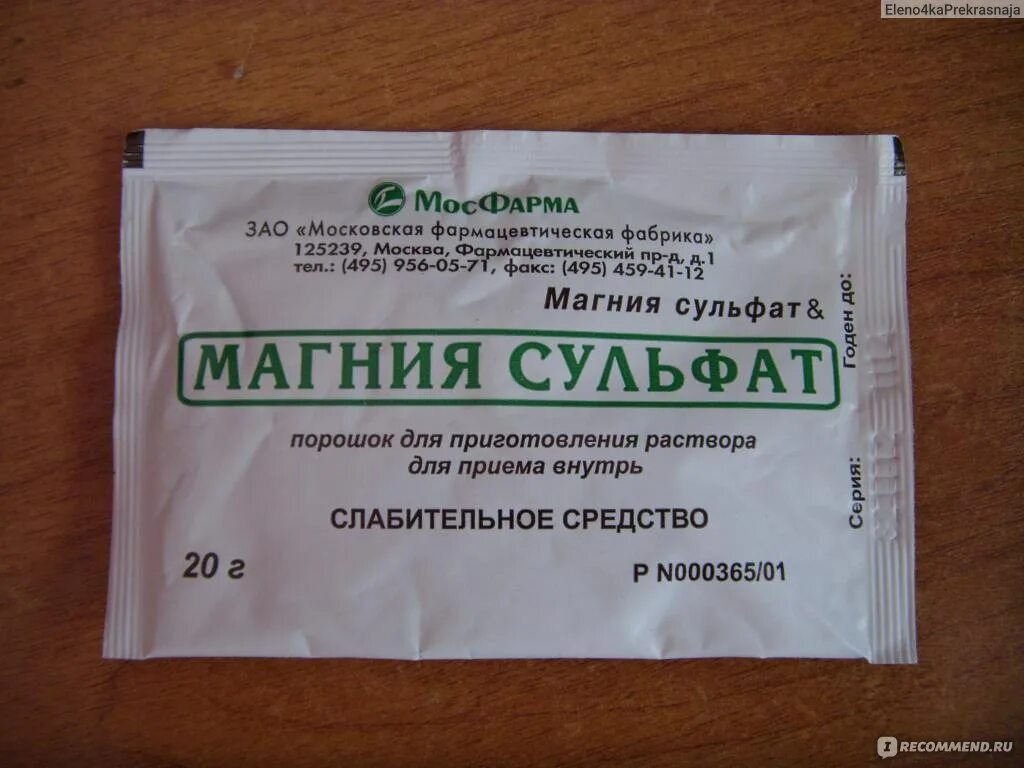 Eleno4kaPrekrasnaja
МосФарма
ЗАО «Московская фармацевтическая фабрика»
125239, Москва, Фармацевтический пр-д, д.1
тел.: (495) 956-05-71, факс: (495) 459-41-12
Магния сульфат &
МАГНИЯ СУЛЬФАТ
порошок для приготовления раствора
для приема внутрь
СЛАБИТЕЛЬНОЕ СРЕДСТВО
20 г
Р N000365/01
Годен до:
Серия:
IRECOMMEND.RU